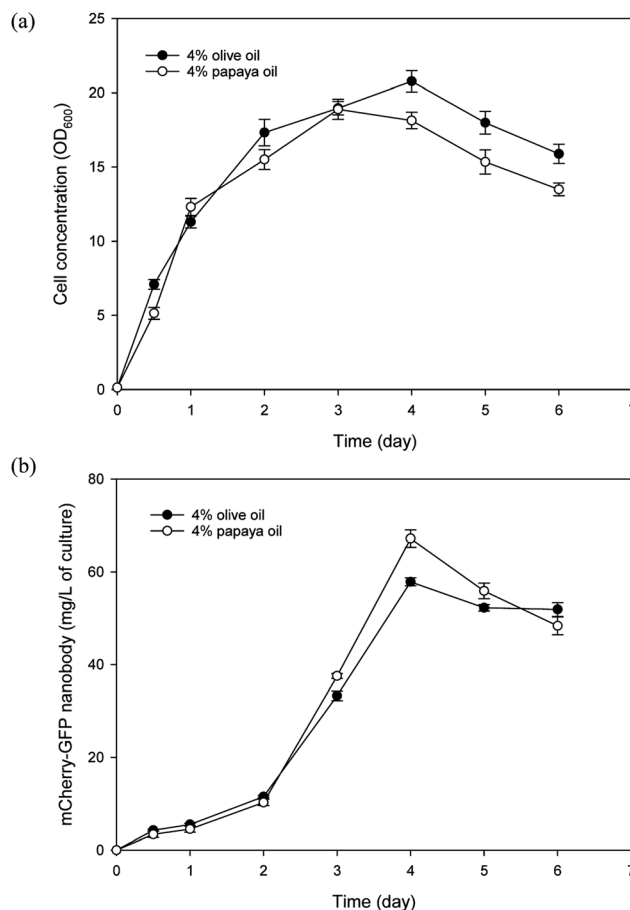 (a)
25
20
15
10
5
0
Cell concentration (OD600)
4% olive oil
4% papaya oil
0 1 2 3 4 5 6 7
Time (day)
(b)
80
60
40
20
0
mCherry-GFP nanobody (mg/L of culture)
4% olive oil
4% papaya oil
0 1 2 3 4 5 6 7
Time (day)